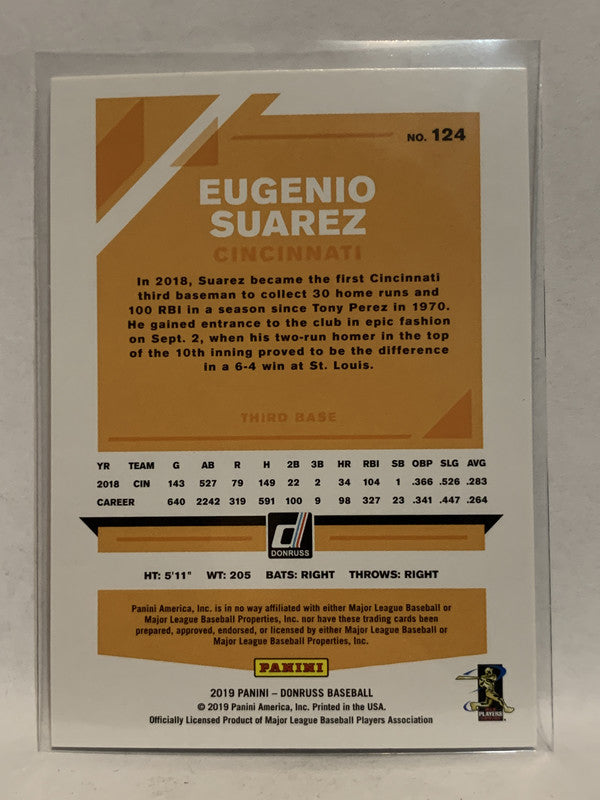 NO. 124
EUGENIO
SUAREZ
CINCINNATI
In 2018, Suarez became the first Cincinnati
third baseman to collect 30 home runs and
100 RBI in a season since Tony Perez in 1970.
He gained entrance to the club in epic fashion
on Sept. 2, when his two-run homer in the top
of the 10th inning proved to be the difference
in a 6-4 win at St. Louis.
THIRD BASE
YR TEAM G AB R H 2B 3B HR RBI SB OBP SLG AVG
2018 CIN 143 527 79 149 22 2 34 104 1 .366 .526 .283
CAREER 640 2242 319 591 100 9 98 327 23 .341 .447 .264
d
DONRUSS
HT: 5'11" WT: 205 BATS: RIGHT THROWS: RIGHT
Panini America, Inc. is in no way affiliated with either Major League Baseball or
Major League Baseball Properties, Inc. nor have these trading cards been
prepared, approved, endorsed, or licensed by either Major League Baseball or
Major League Baseball Properties, Inc.
PANINI
2019 PANINI – DONRUSS BASEBALL
© 2019 Panini America, Inc. Printed in the USA.
Officially Licensed Product of Major League Baseball Players Association
PLAYERS